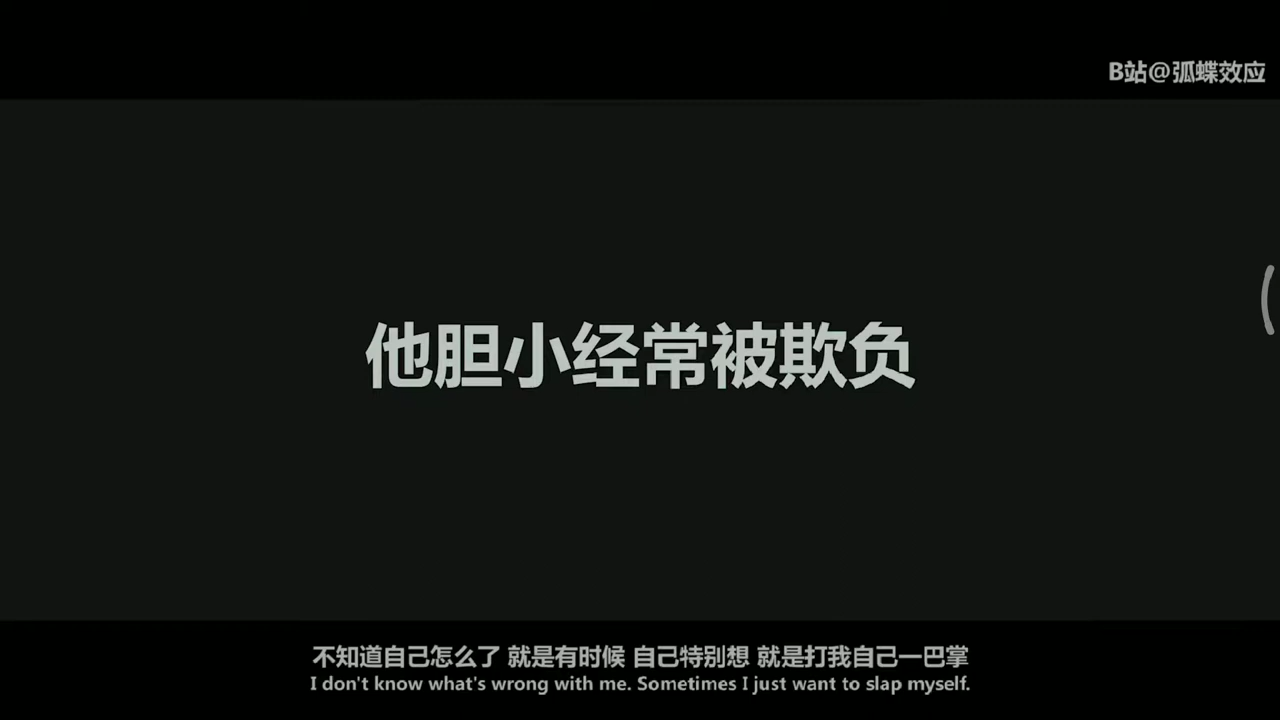 B站@弧蝶效应
他胆小经常被欺负
不知道自己怎么了 就是有时候 自己特别想 就是打我自己一巴掌
I don't know what's wrong with me. Sometimes I just want to slap myself.